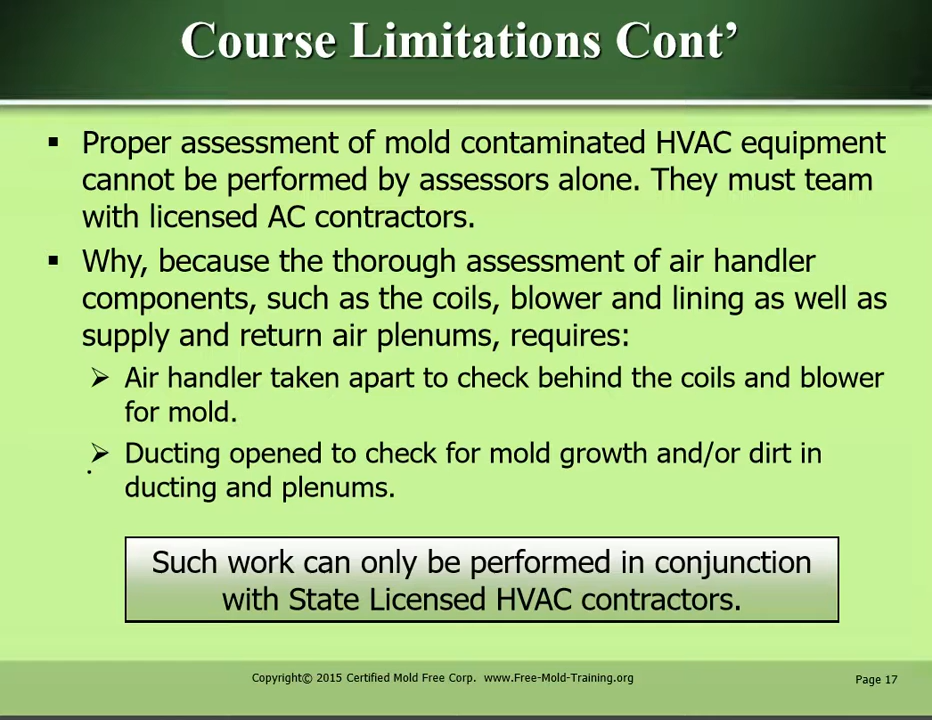 Course Limitations Cont’
▪ Proper assessment of mold contaminated HVAC equipment
cannot be performed by assessors alone. They must team
with licensed AC contractors.
▪ Why, because the thorough assessment of air handler
components, such as the coils, blower and lining as well as
supply and return air plenums, requires:
➢ Air handler taken apart to check behind the coils and blower
for mold.
➢ Ducting opened to check for mold growth and/or dirt in
ducting and plenums.
Such work can only be performed in conjunction
with State Licensed HVAC contractors.
Copyright© 2015 Certified Mold Free Corp. www.Free-Mold-Training.org
Page 17